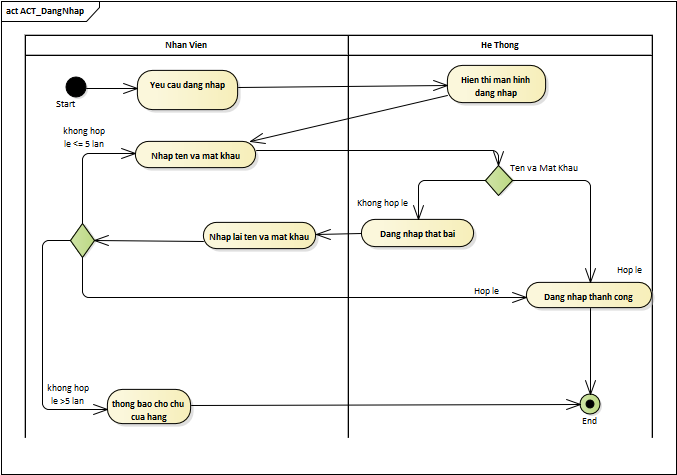 act ACT_DangNhap
Nhan Vien
He Thong
Start
Yeu cau dang nhap
Hien thi man hinh
dang nhap
khong hop
le <= 5 lan
Nhap ten va mat khau
Ten va Mat Khau
Khong hop le
Nhap lai ten va mat khau
Dang nhap that bai
Hop le
Hop le
Dang nhap thanh cong
khong hop
le >5 lan
thong bao cho chu
cua hang
End